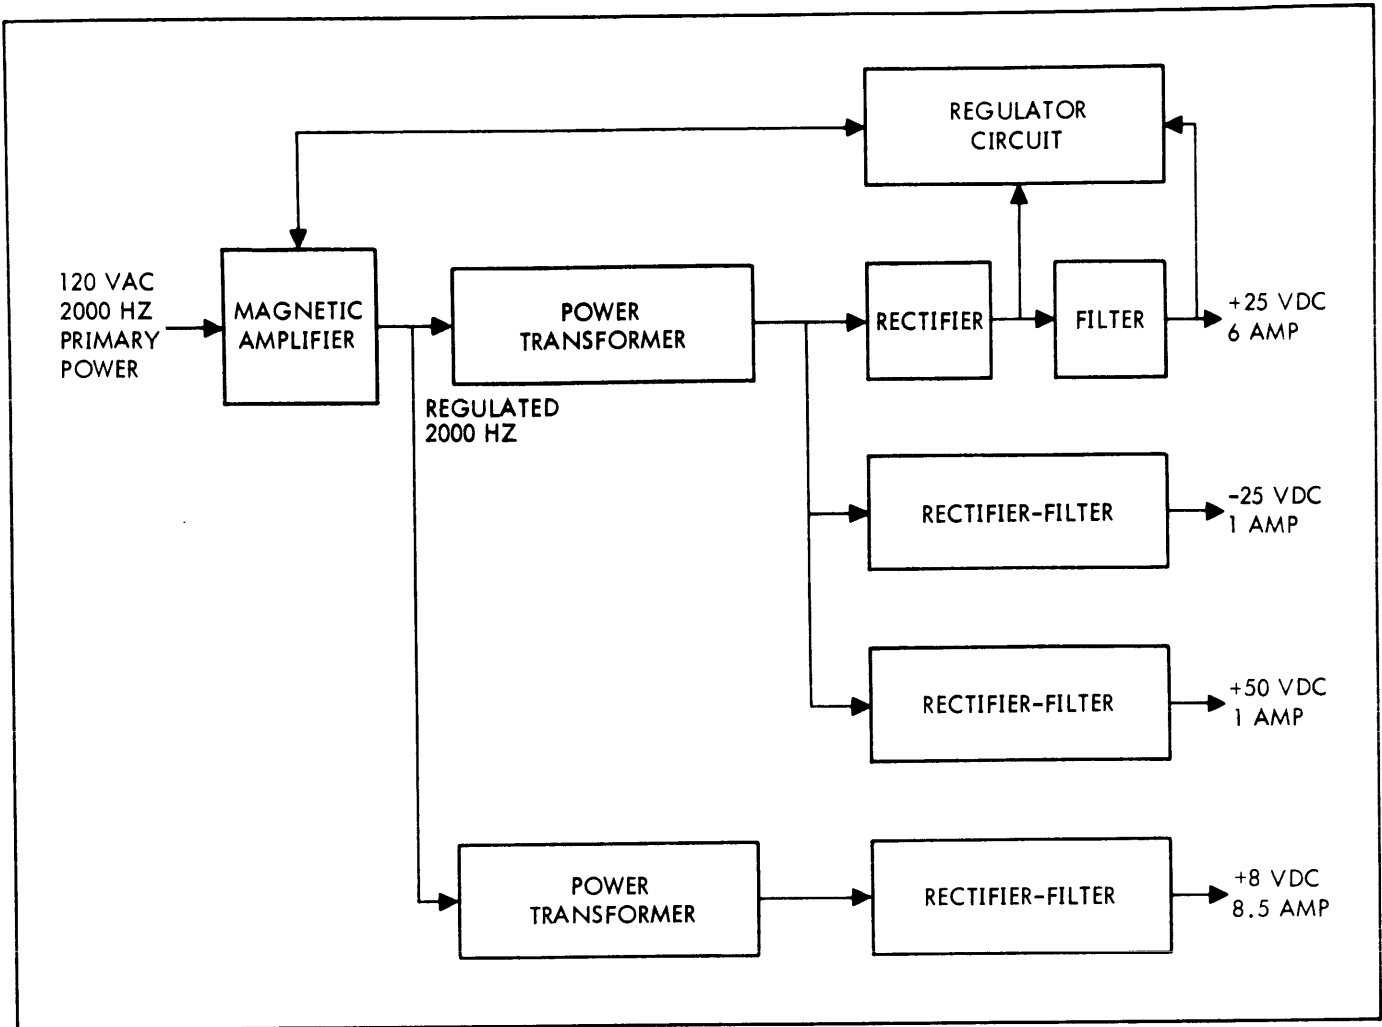 REGULATOR
CIRCUIT
120 VAC
2000 HZ
PRIMARY
POWER
MAGNETIC
AMPLIFIER
POWER
TRANSFORMER
RECTIFIER
FILTER
+25 VDC
6 AMP
REGULATED
2000 HZ
RECTIFIER-FILTER
-25 VDC
1 AMP
RECTIFIER-FILTER
+50 VDC
1 AMP
POWER
TRANSFORMER
RECTIFIER-FILTER
+8 VDC
8.5 AMP